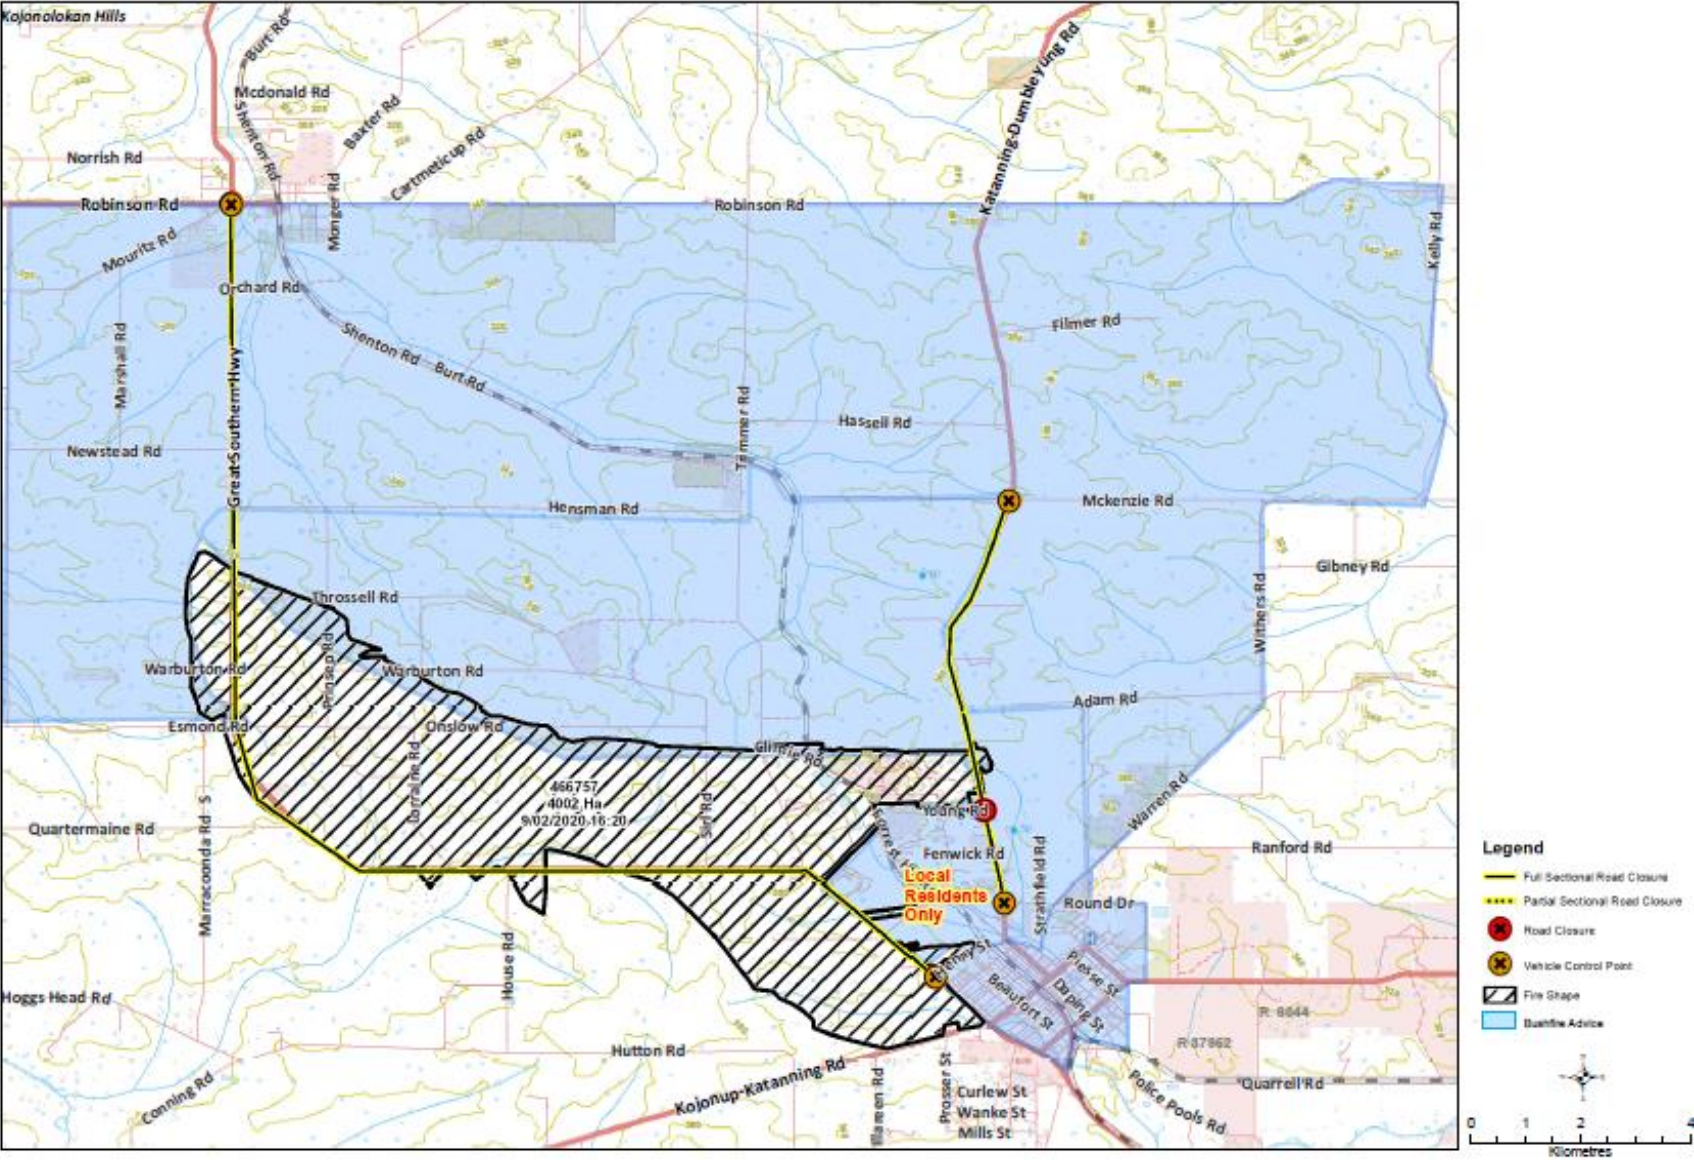 Kojonolokan Hills
Burt Rd
Mcdonald Rd
Shenton Rd
Baxter Rd
Norrish Rd
Cartmeticup Rd
Katanning-Dumbleyung Rd
Robinson Rd
Monger Rd
Robinson Rd
Mouritz Rd
Kelly Rd
Orchard Rd
Marshall Rd
Great Southern Hwy
Shenton Rd
Burt Rd
Filmer Rd
Hassell Rd
Newstead Rd
Hensman Rd
Mckenzie Rd
Gibney Rd
Throssell Rd
Withers Rd
Warburton Rd
Prinsep Rd
Warburton Rd
Adam Rd
Esmond Rd
Onslow Rd
Lorraine Rd
466757
4002 Ha
9/02/2020 16:20
Young Rd
Warren Rd
Quartermaine Rd
Marracoonda Rd S
Fenwick Rd
Strathfield Rd
Ranford Rd
Local
Residents
Only
Round Dr
House Rd
Piesse St
Hoggs Head Rd
Beaufort St
Daping St
R 8044
Hutton Rd
R 37862
Kojonup-Katanning Rd
Prosser St
Police Pools Rd
Quarrell Rd
Conning Rd
Curlew St
Wanke St
Mills St
Legend
Full Sectional Road Closure
Partial Sectional Road Closure
Road Closure
Vehicle Control Point
Fire Shape
Bushfire Advice
0 1 2 4
Kilometres